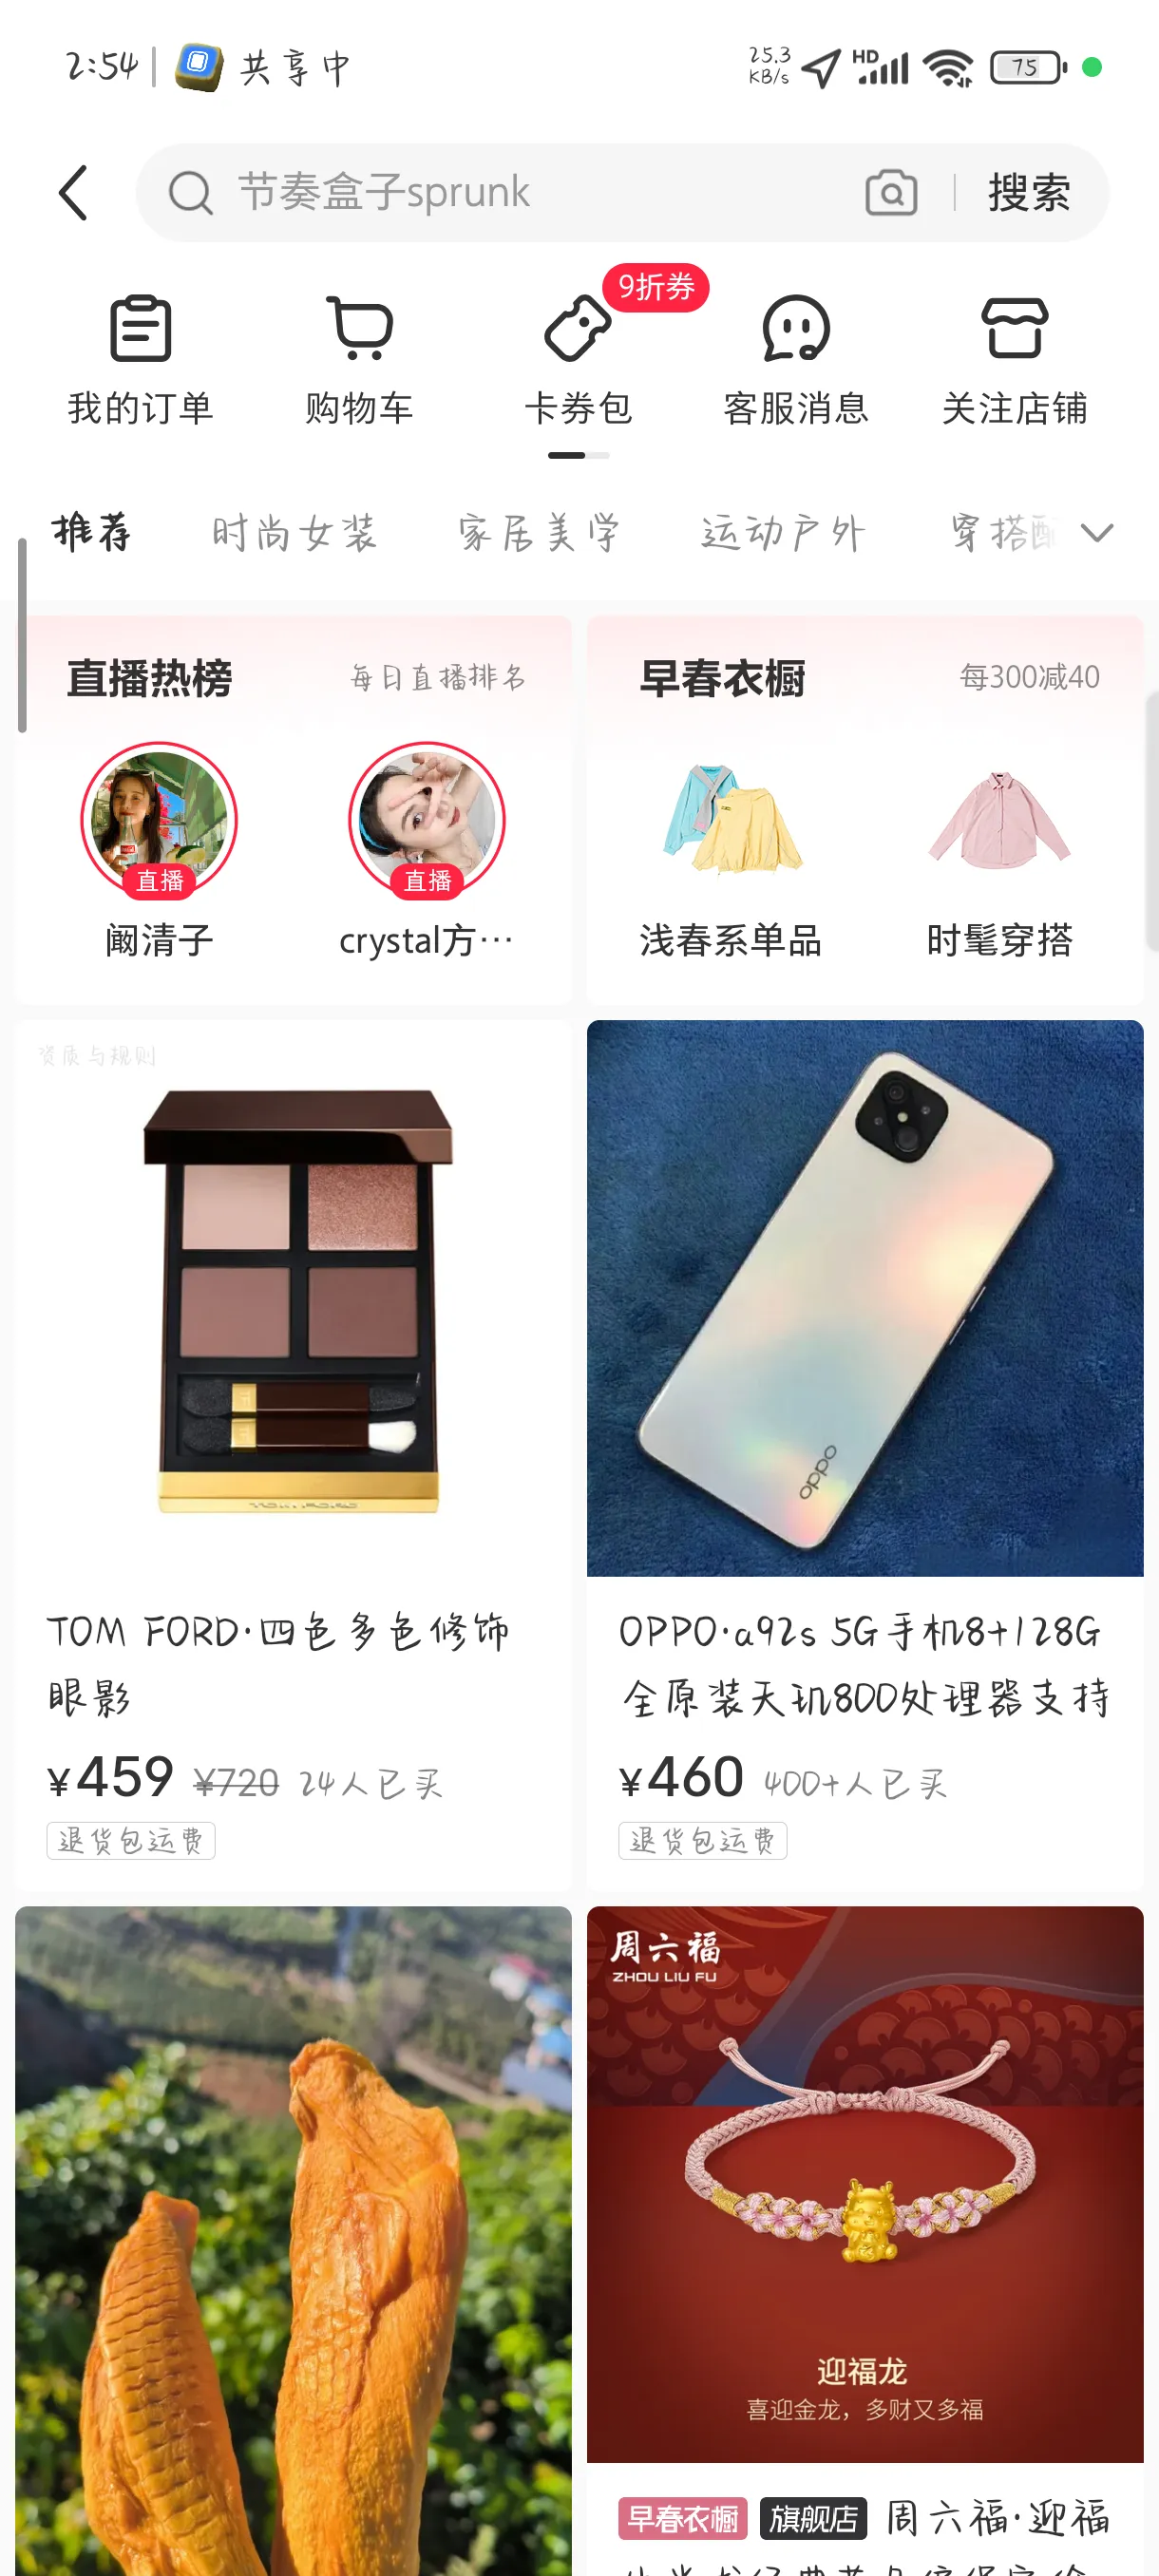 2:54 共享中 25.3 KB/s HD 75
节奏盒子sprunk 搜索
9折券
我的订单 购物车 卡券包 客服消息 关注店铺
推荐 时尚女装 家居美学 运动户外 穿搭配
直播热榜 每日直播排名
直播 直播
阚清子 crystal方…
早春衣橱 每300减40
浅春系单品 时髦穿搭
资质与规则
TOM FORD
TOM FORD·四色多色修饰
眼影
¥459 ¥720 24人已买
退货包运费
oppo
OPPO·a92s 5G手机8+128G
全原装天玑800处理器支持
¥460 400+人已买
退货包运费
周六福
ZHOU LIU FU
迎福龙
喜迎金龙，多财又多福
早春衣橱 旗舰店 周六福·迎福